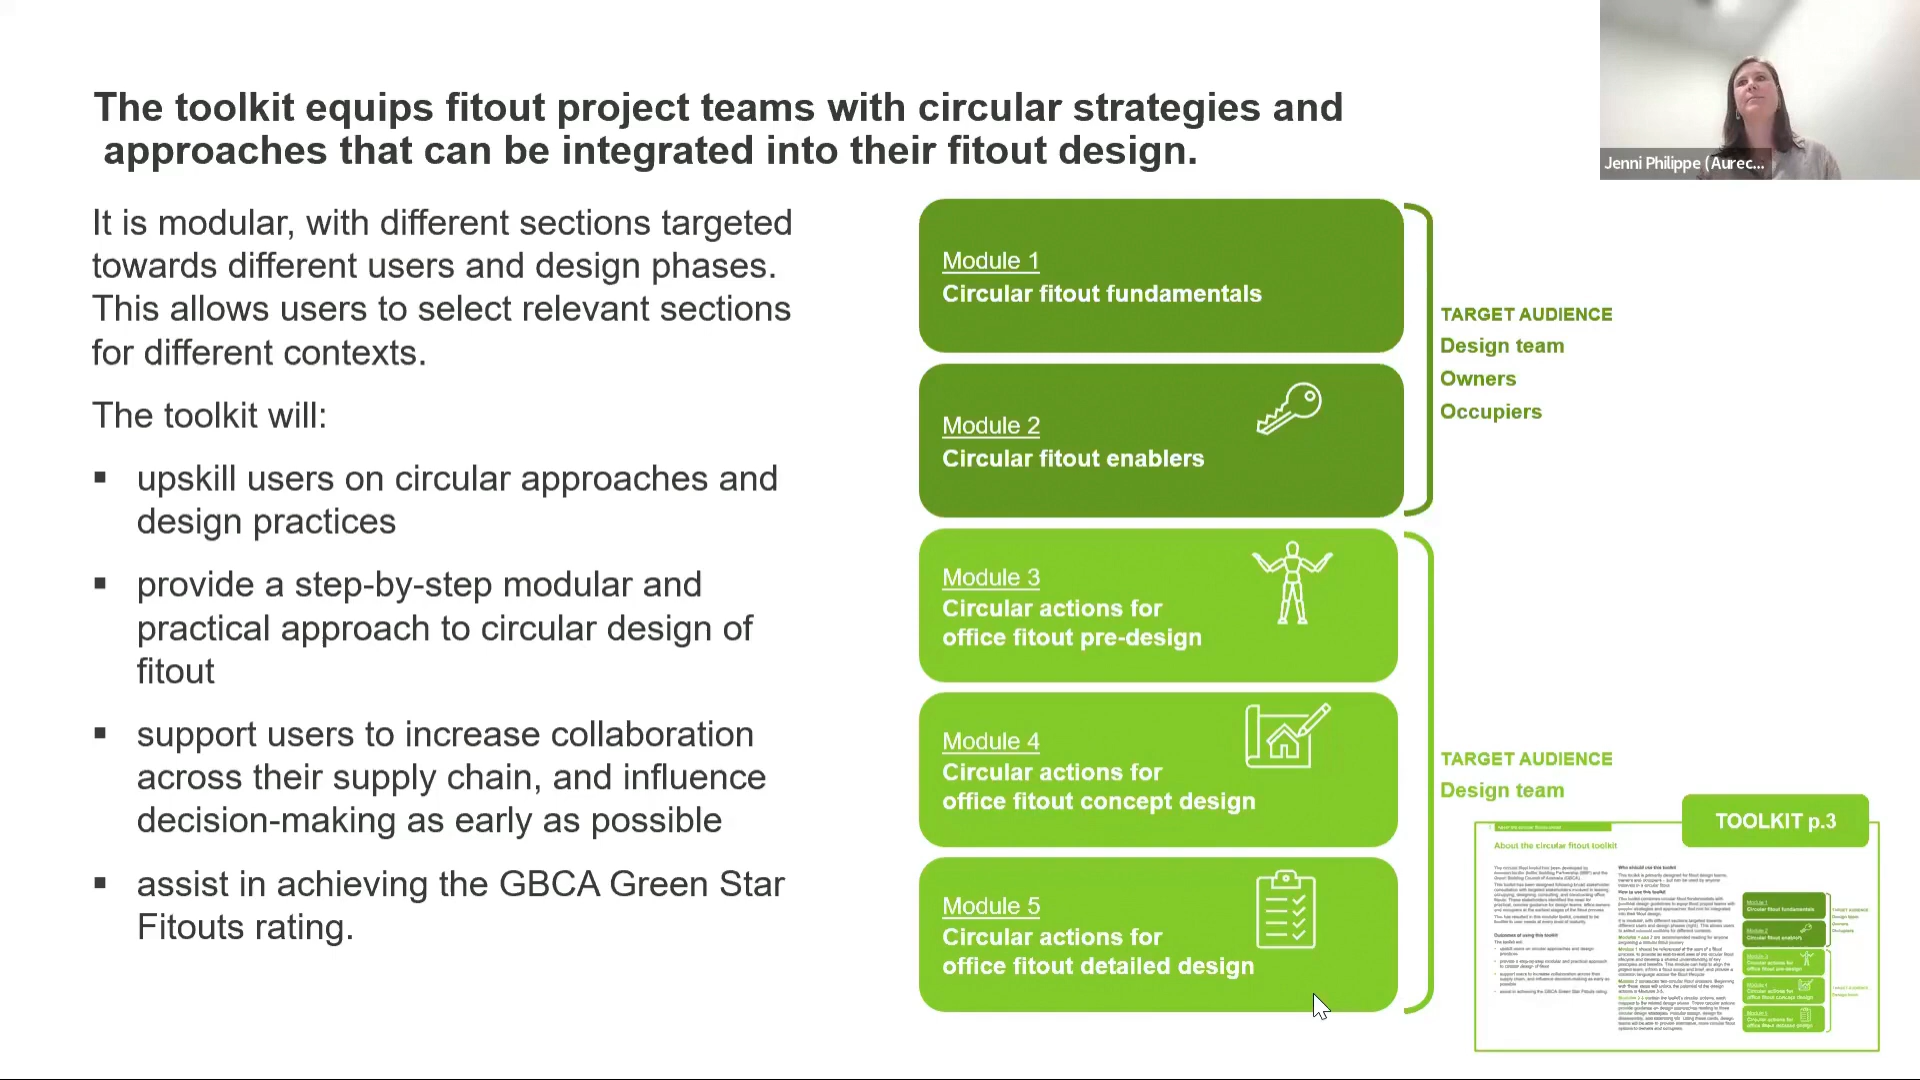 The toolkit equips fitout project teams with circular strategies and
approaches that can be integrated into their fitout design.
It is modular, with different sections targeted
towards different users and design phases.
This allows users to select relevant sections
for different contexts.
The toolkit will:
▪ upskill users on circular approaches and
design practices
▪ provide a step-by-step modular and
practical approach to circular design of
fitout
▪ support users to increase collaboration
across their supply chain, and influence
decision-making as early as possible
▪ assist in achieving the GBCA Green Star
Fitouts rating.
Module 1
Circular fitout fundamentals
Module 2
Circular fitout enablers
TARGET AUDIENCE
Design team
Owners
Occupiers
Module 3
Circular actions for
office fitout pre-design
Module 4
Circular actions for
office fitout concept design
Module 5
Circular actions for
office fitout detailed design
TARGET AUDIENCE
Design team
TOOLKIT p.3
About the circular fitout toolkit
Jenni Philippe (Aurec...